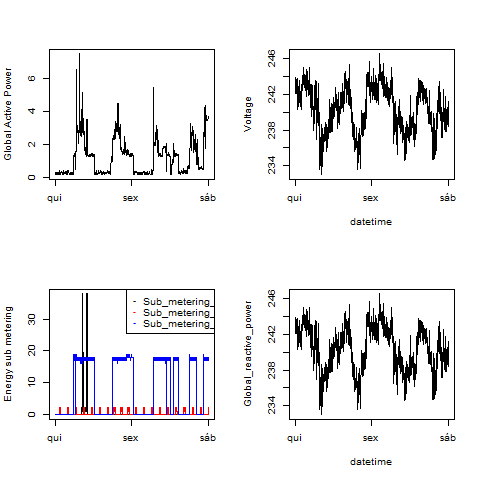 Global Active Power
6
4
2
0
qui sex sáb
Voltage
246
242
238
234
qui sex sáb
datetime
Energy sub metering
30
20
10
0
qui sex sáb
- Sub_metering_
- Sub_metering_
- Sub_metering_
Global_reactive_power
246
242
238
234
qui sex sáb
datetime